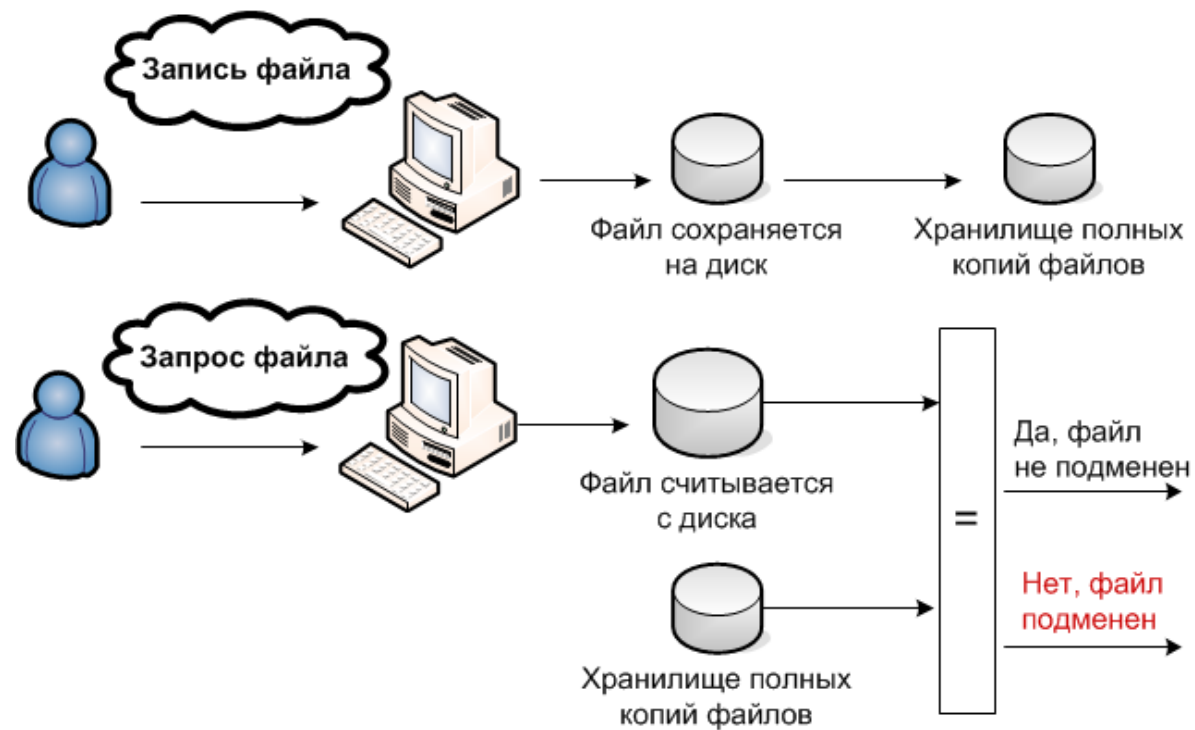 Запись файла
Файл сохраняется
на диск
Хранилище полных
копий файлов
Запрос файла
Файл считывается
с диска
Хранилище полных
копий файлов
=
Да, файл
не подменен
Нет, файл
подменен